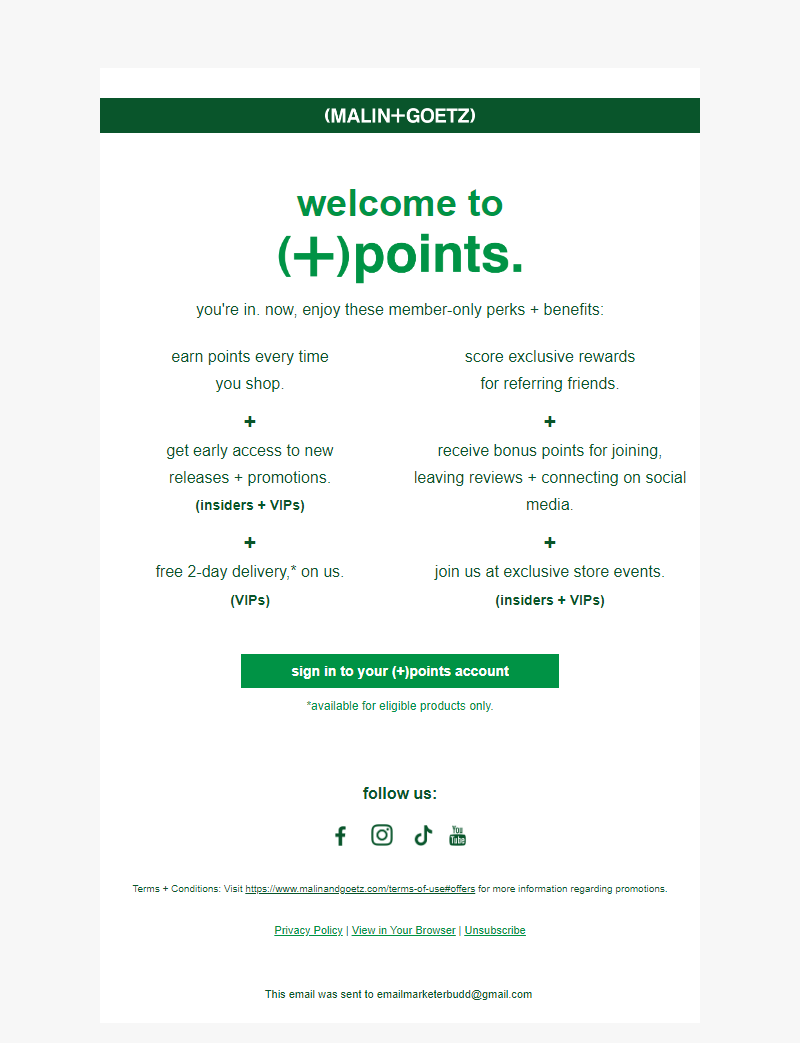 (MALIN+GOETZ)
welcome to
(+)points.
you're in. now, enjoy these member-only perks + benefits:
earn points every time
you shop.
+
get early access to new
releases + promotions.
(insiders + VIPs)
+
free 2-day delivery,* on us.
(VIPs)
score exclusive rewards
for referring friends.
+
receive bonus points for joining,
leaving reviews + connecting on social
media.
+
join us at exclusive store events.
(insiders + VIPs)
sign in to your (+)points account
*available for eligible products only.
follow us:
You
Tube
Terms + Conditions: Visit https://www.malinandgoetz.com/terms-of-use#offers for more information regarding promotions.
Privacy Policy | View in Your Browser | Unsubscribe
This email was sent to emailmarketerbudd@gmail.com